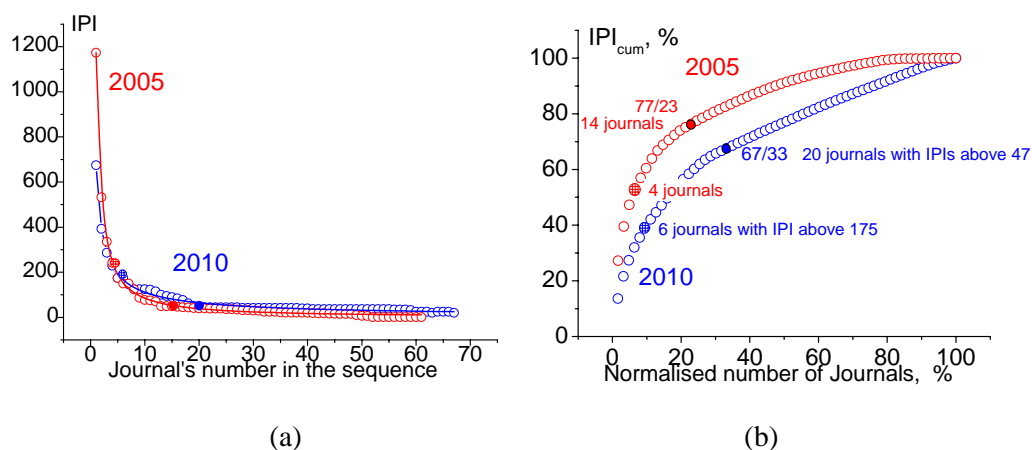 IPI
1200
1000
800
600
400
200
0
2005
2010
0 10 20 30 40 50 60 70
Journal's number in the sequence
(a)
IPIcum, %
100
80
60
40
20
0
2005
77/23
14 journals
67/33 20 journals with IPIs above 47
4 journals
6 journals with IPI above 175
2010
0 20 40 60 80 100
Normalised number of Journals, %
(b)